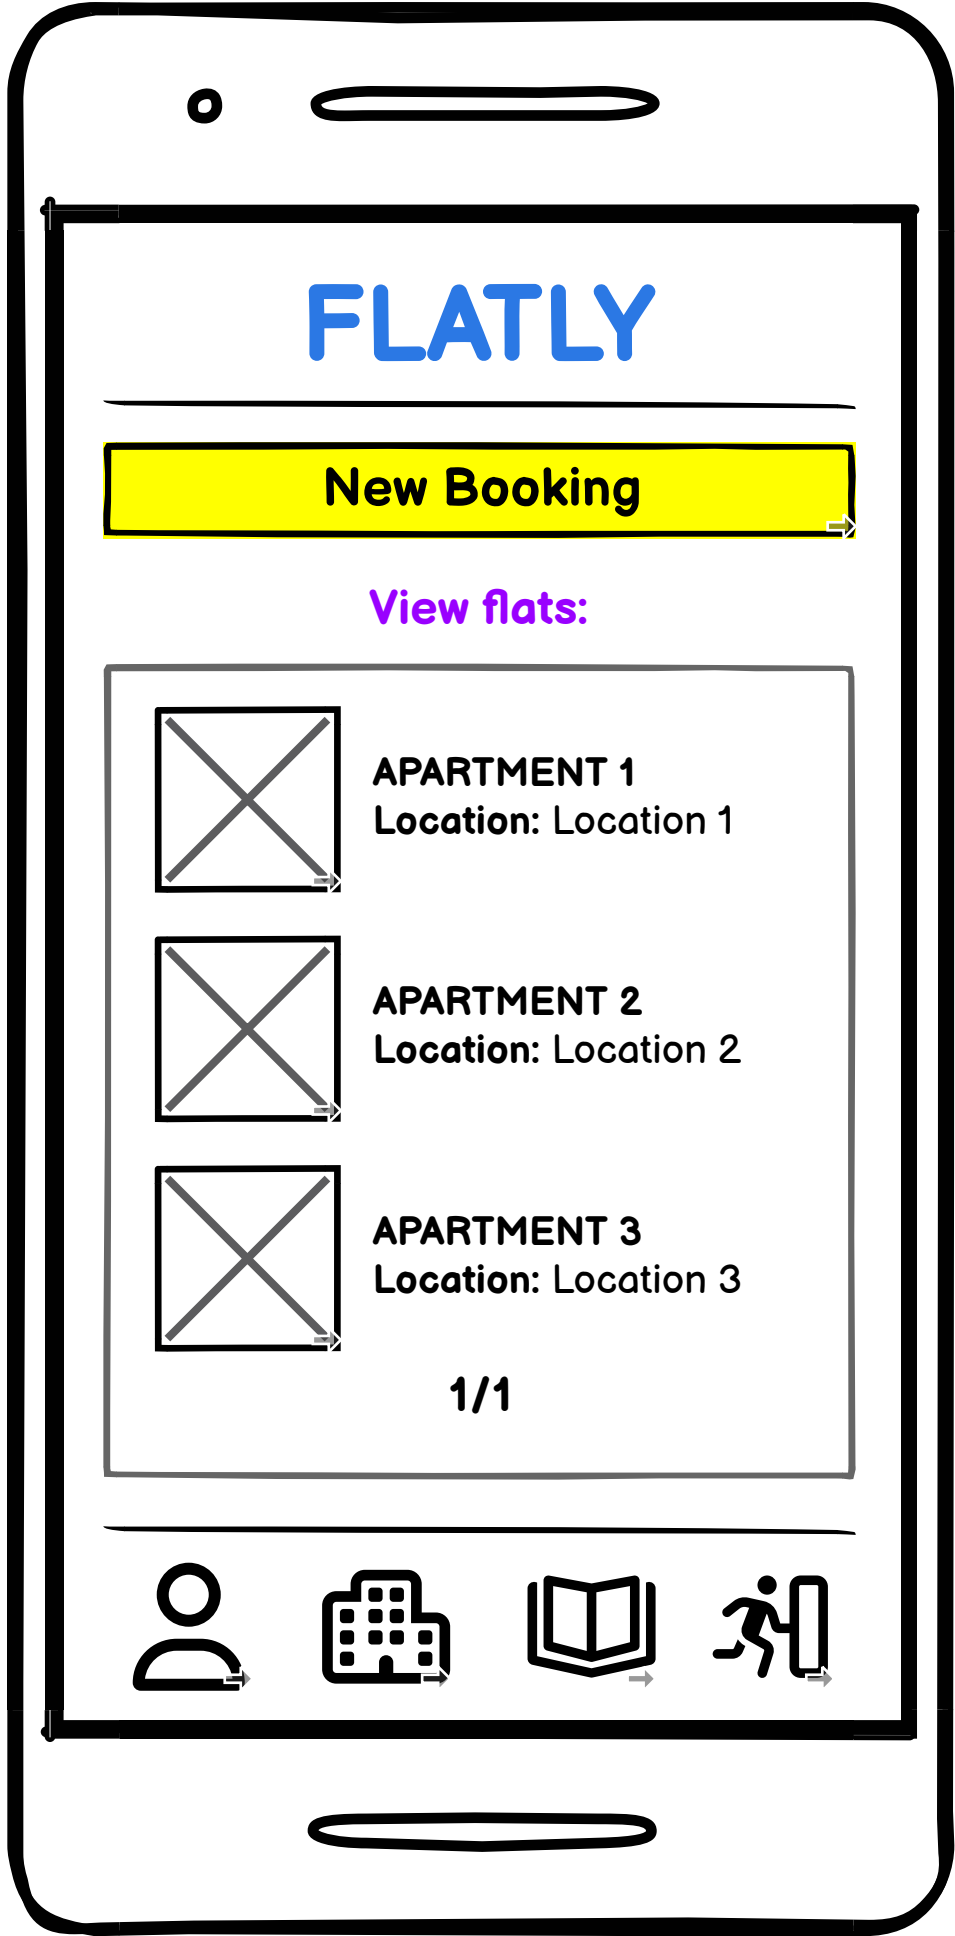 FLATLY
New Booking
View flats:
APARTMENT 1
Location: Location 1
APARTMENT 2
Location: Location 2
APARTMENT 3
Location: Location 3
1/1